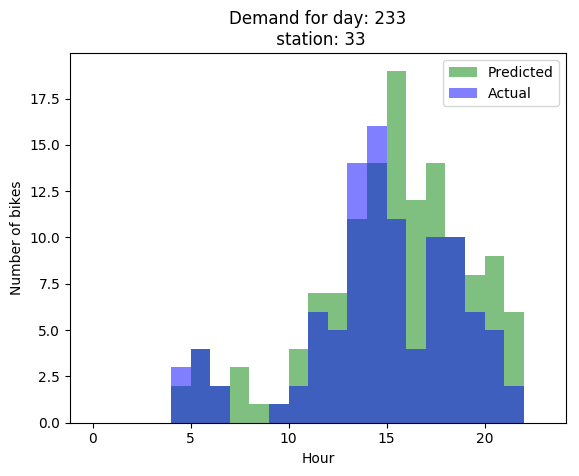 Demand for day: 233
station: 33
Predicted
Actual
Number of bikes
17.5
15.0
12.5
10.0
7.5
5.0
2.5
0.0
0
5
10
15
20
Hour